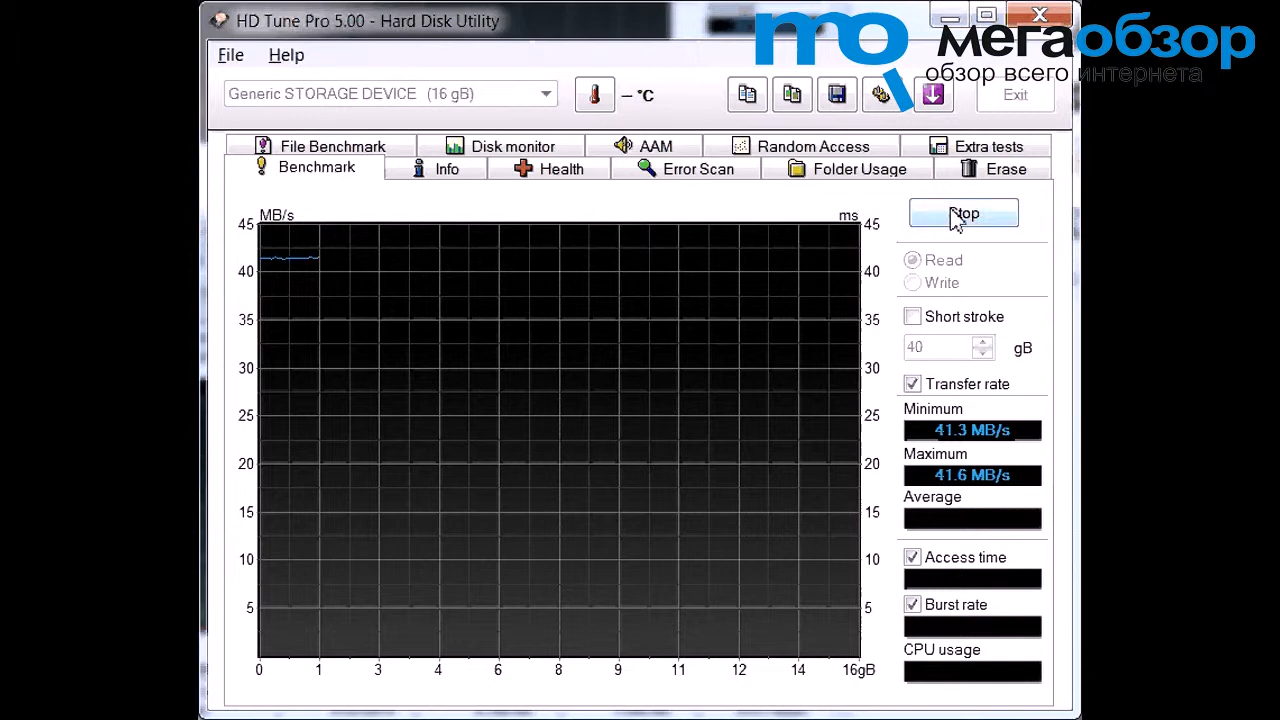 HD Tune Pro 5.00 - Hard Disk Utility
mo мегаобзор
обзор всего интернета
File Help
Generic STORAGE DEVICE (16 gB)
— °C
Exit
File Benchmark Disk monitor AAM Random Access Extra tests
Benchmark Info Health Error Scan Folder Usage Erase
MB/s ms
Stop
45 45
40 40
35 35
30 30
25 25
20 20
15 15
10 10
5 5
0 1 3 4 6 8 9 11 12 14 16gB
Read
Write
Short stroke
40 gB
Transfer rate
Minimum
41.3 MB/s
Maximum
41.6 MB/s
Average
Access time
Burst rate
CPU usage